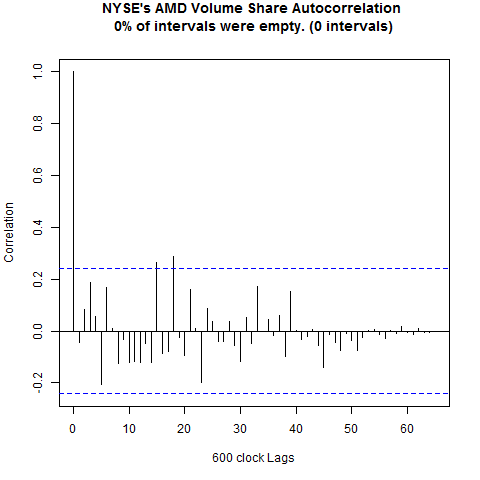 NYSE's AMD Volume Share Autocorrelation
0% of intervals were empty. (0 intervals)
1.0
0.8
0.6
0.4
0.2
0.0
-0.2
Correlation
0 10 20 30 40 50 60
600 clock Lags